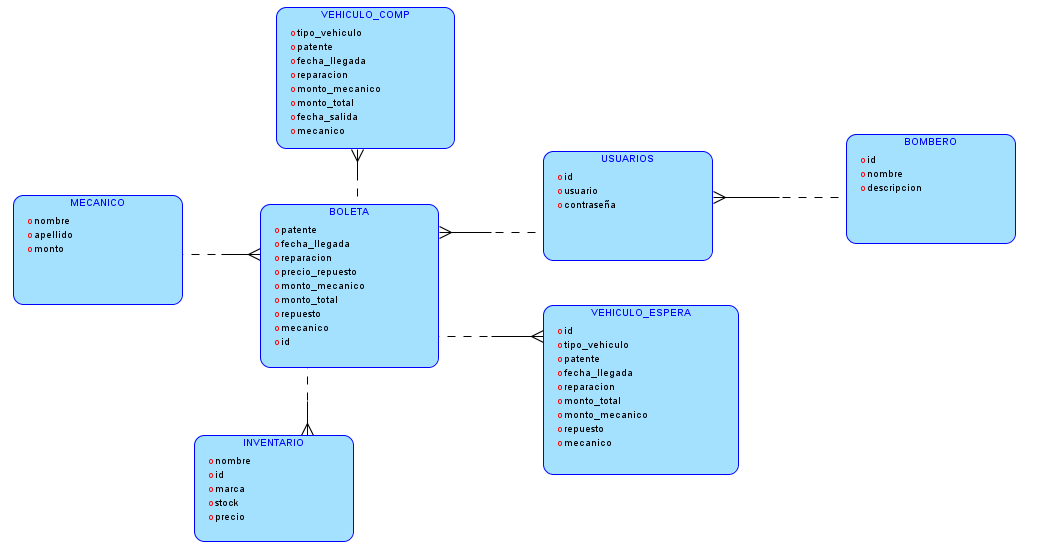 VEHICULO_COMP
tipo_vehiculo
patente
fecha_llegada
reparacion
monto_mecanico
monto_total
fecha_salida
mecanico
BOMBERO
id
nombre
descripcion
USUARIOS
id
usuario
contraseña
MECANICO
nombre
apellido
monto
BOLETA
patente
fecha_llegada
reparacion
precio_repuesto
monto_mecanico
monto_total
repuesto
mecanico
id
VEHICULO_ESPERA
id
tipo_vehiculo
patente
fecha_llegada
reparacion
monto_total
monto_mecanico
repuesto
mecanico
INVENTARIO
nombre
id
marca
stock
precio